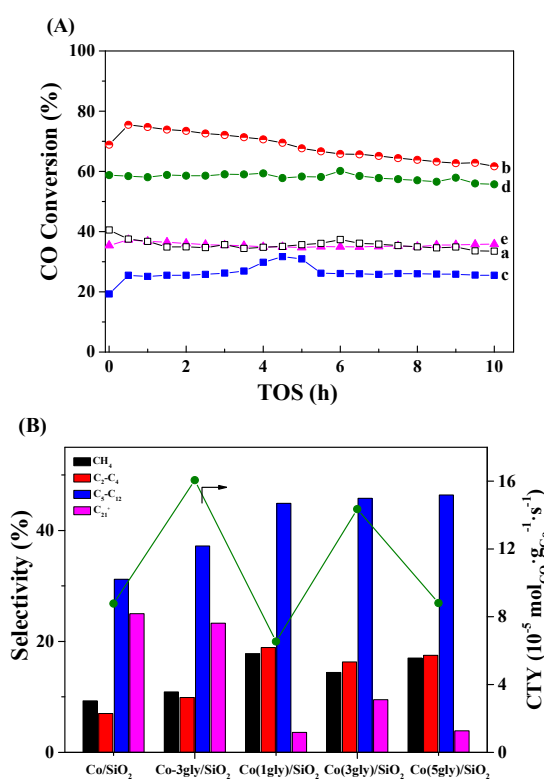 (A)
CO Conversion (%)
100
80
60
40
20
0
b
d
e
a
c
0 2 4 6 8 10
TOS (h)
(B)
Selectivity (%)
40
20
0
CH₄
C₂-C₄
C₅-C₁₂
C₂₁⁺
16
12
8
4
0
CTY (10⁻⁵ mol_CO·g_Co⁻¹·s⁻¹)
Co/SiO₂ Co-3gly/SiO₂ Co(1gly)/SiO₂ Co(3gly)/SiO₂ Co(5gly)/SiO₂